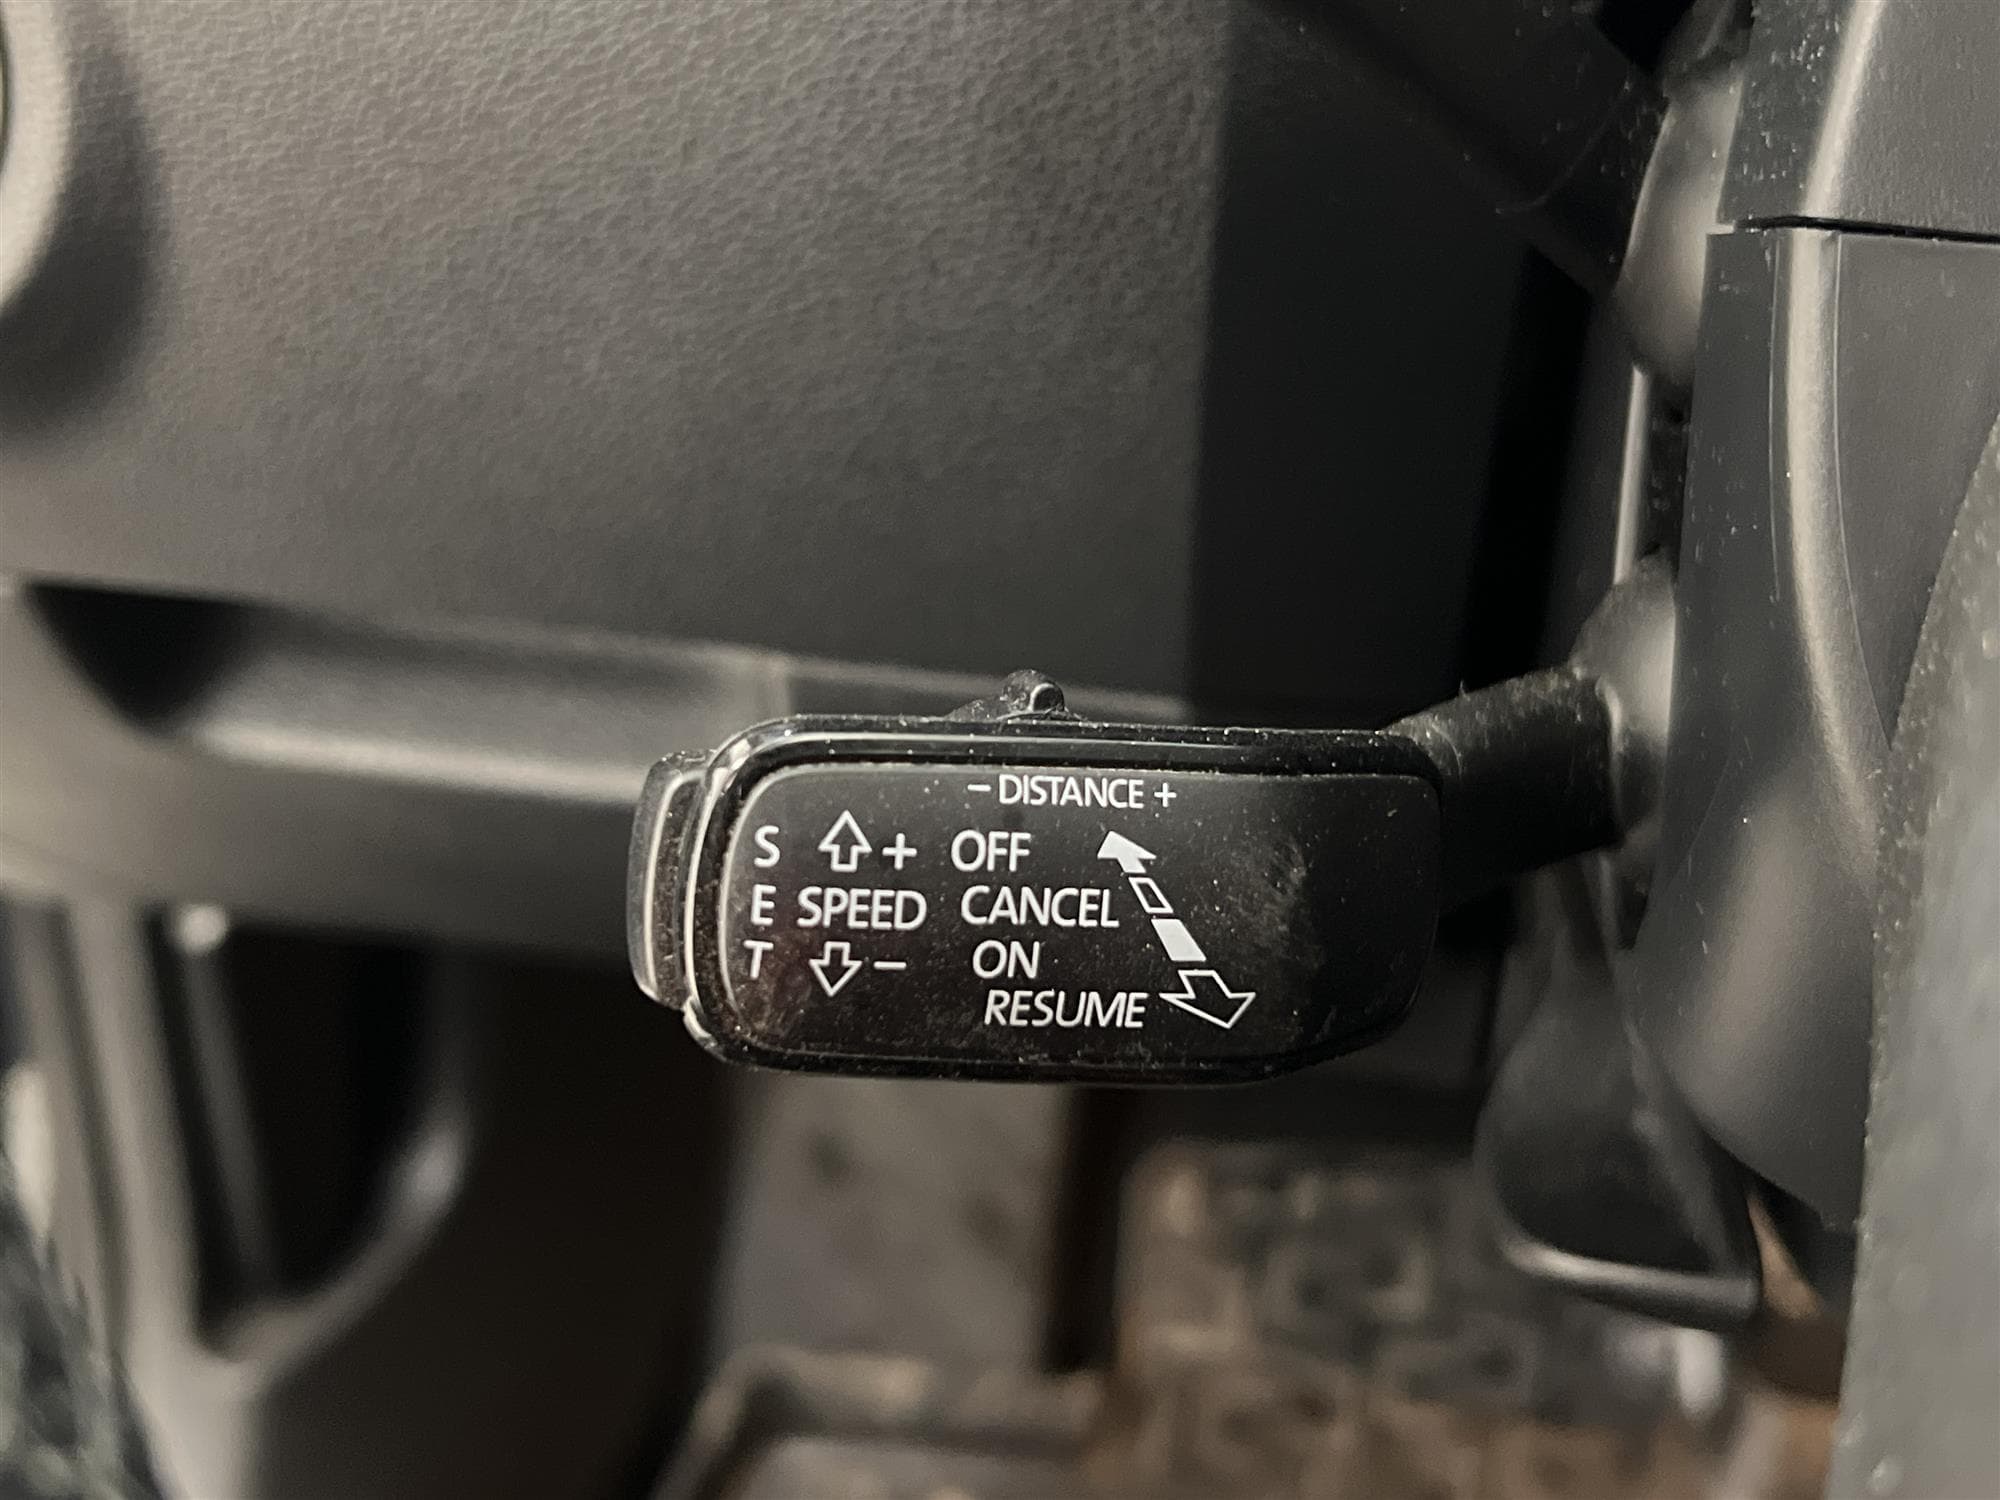 – DISTANCE +
S + OFF
E SPEED CANCEL
T – ON
RESUME